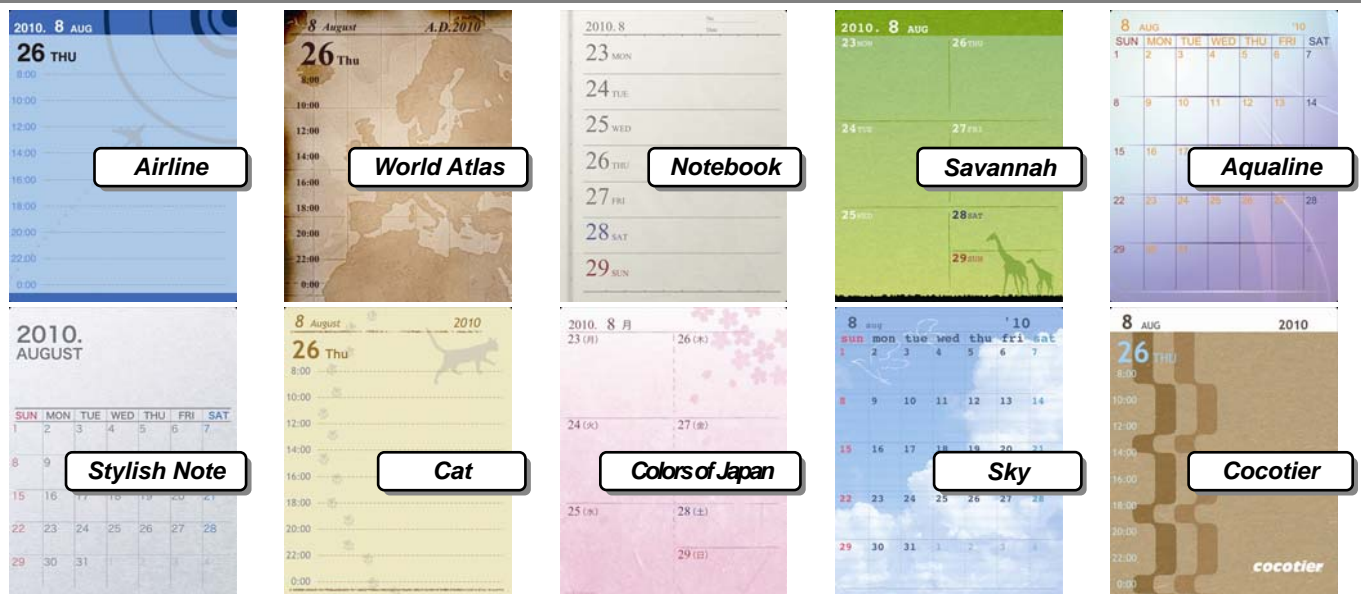 2010. 8 AUG
26 THU
8:00
10:00
12:00
14:00
16:00
18:00
20:00
22:00
0:00
Airline
8 August A.D.2010
26 Thu
8:00
10:00
12:00
14:00
16:00
18:00
20:00
22:00
0:00
World Atlas
2010. 8
23 MON
24 TUE
25 WED
26 THU
27 FRI
28 SAT
29 SUN
Notebook
2010. 8 AUG
23 MON 26 THU
24 TUE 27 FRI
25 WED 28 SAT
29 SUN
Savannah
8 AUG '10
SUN MON TUE WED THU FRI SAT
1 2 3 4 5 6 7
8 9 10 11 12 13 14
15 16 17
22 23 24 25 26 27 28
29 30 31
Aqualine
2010.
AUGUST
SUN MON TUE WED THU FRI SAT
1 2 3 4 5 6 7
8 9
15 16 17 18 19 20 21
22 23 24 25 26 27 28
29 30 31
Stylish Note
8 August 2010
26 Thu
8:00
10:00
12:00
14:00
16:00
18:00
20:00
22:00
0:00
Cat
2010. 8 月
23 (月) 26 (木)
24 (火) 27 (金)
25 (水) 28 (土)
29 (日)
Colors of Japan
8 aug '10
sun mon tue wed thu fri sat
1 2 3 4 5 6 7
8 9 10 11 12 13 14
15 16 17 18 19 20 21
22 23 24 25 26 27 28
29 30 31 1 2 3 4
Sky
8 AUG 2010
26 THU
8:00
10:00
12:00
14:00
16:00
18:00
20:00
22:00
0:00
cocotier
Cocotier